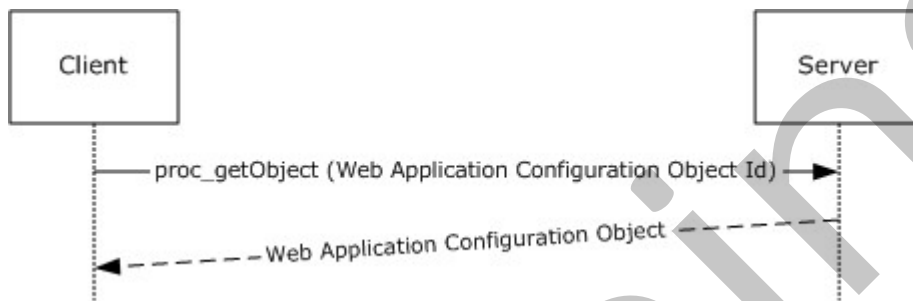 Client
Server
proc_getObject (Web Application Configuration Object Id)
Web Application Configuration Object